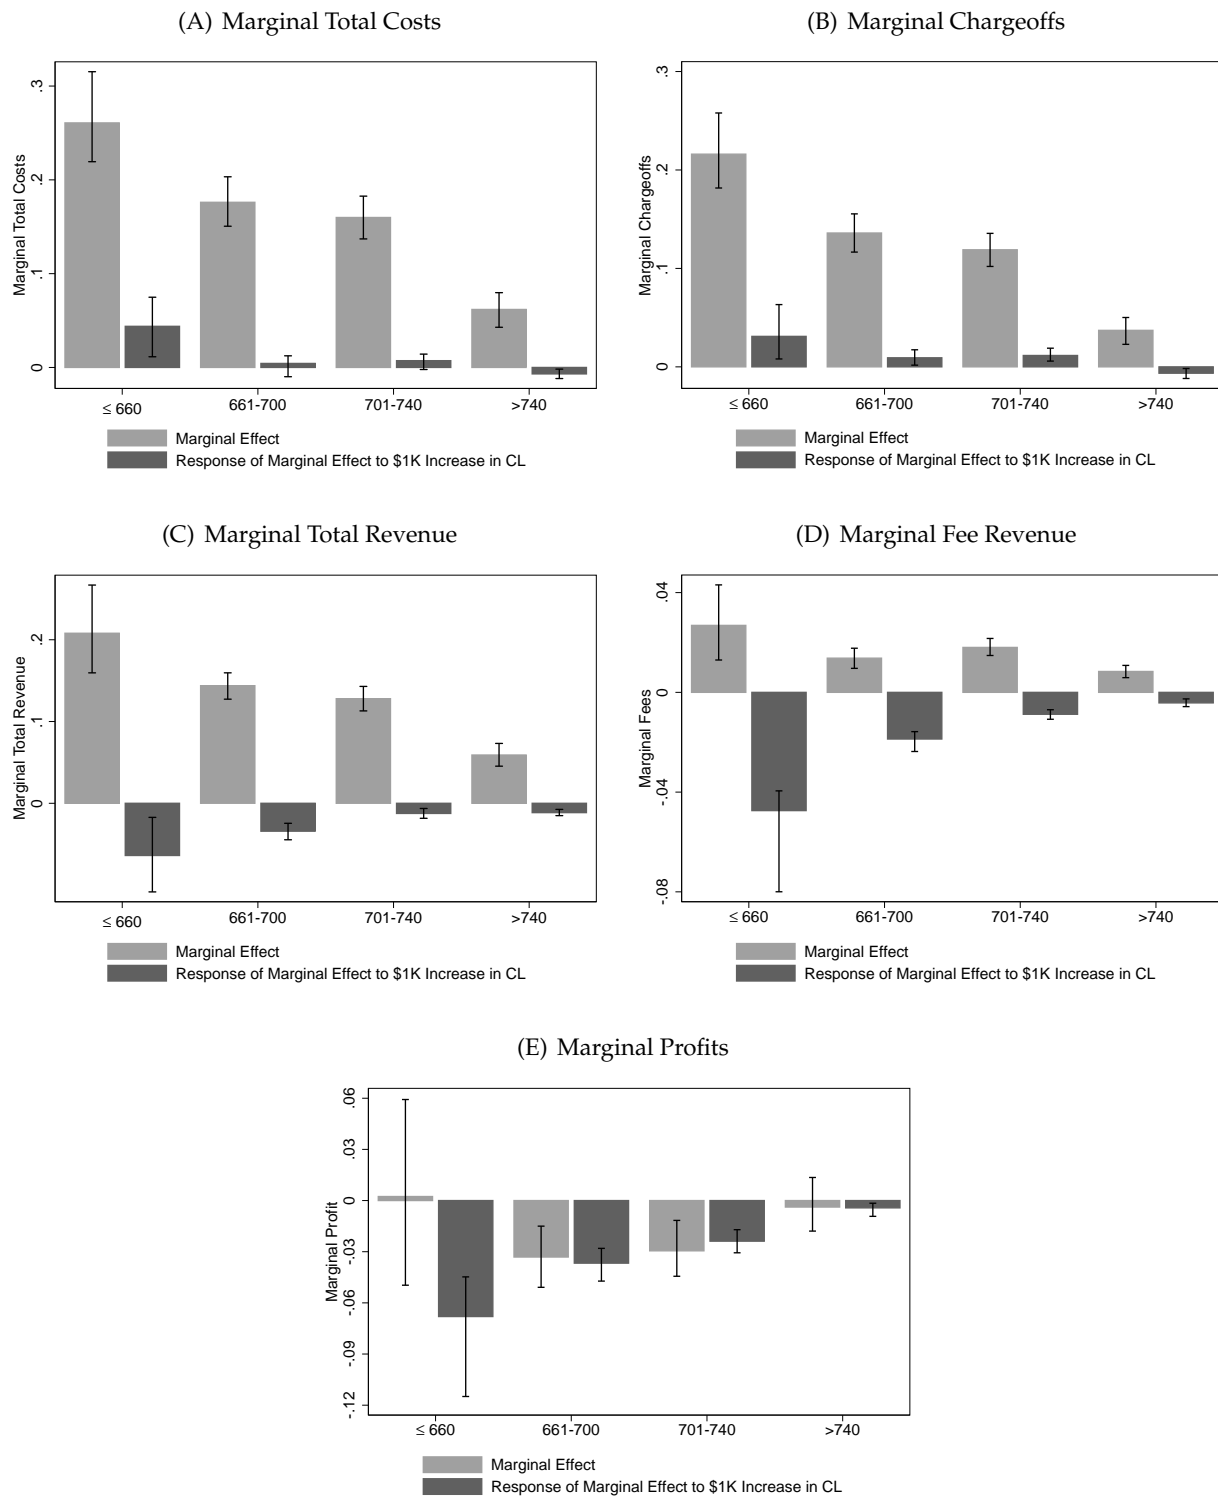 (A) Marginal Total Costs
Marginal Total Costs
.3
.2
.1
0
≤ 660
661-700
701-740
>740
Marginal Effect
Response of Marginal Effect to $1K Increase in CL
(B) Marginal Chargeoffs
Marginal Chargeoffs
.3
.2
.1
0
≤ 660
661-700
701-740
>740
Marginal Effect
Response of Marginal Effect to $1K Increase in CL
(C) Marginal Total Revenue
Marginal Total Revenue
.2
.1
0
≤ 660
661-700
701-740
>740
Marginal Effect
Response of Marginal Effect to $1K Increase in CL
(D) Marginal Fee Revenue
Marginal Fees
.04
0
-.04
-.08
≤ 660
661-700
701-740
>740
Marginal Effect
Response of Marginal Effect to $1K Increase in CL
(E) Marginal Profits
Marginal Profit
.06
.03
0
-.03
-.06
-.09
-.12
≤ 660
661-700
701-740
>740
Marginal Effect
Response of Marginal Effect to $1K Increase in CL